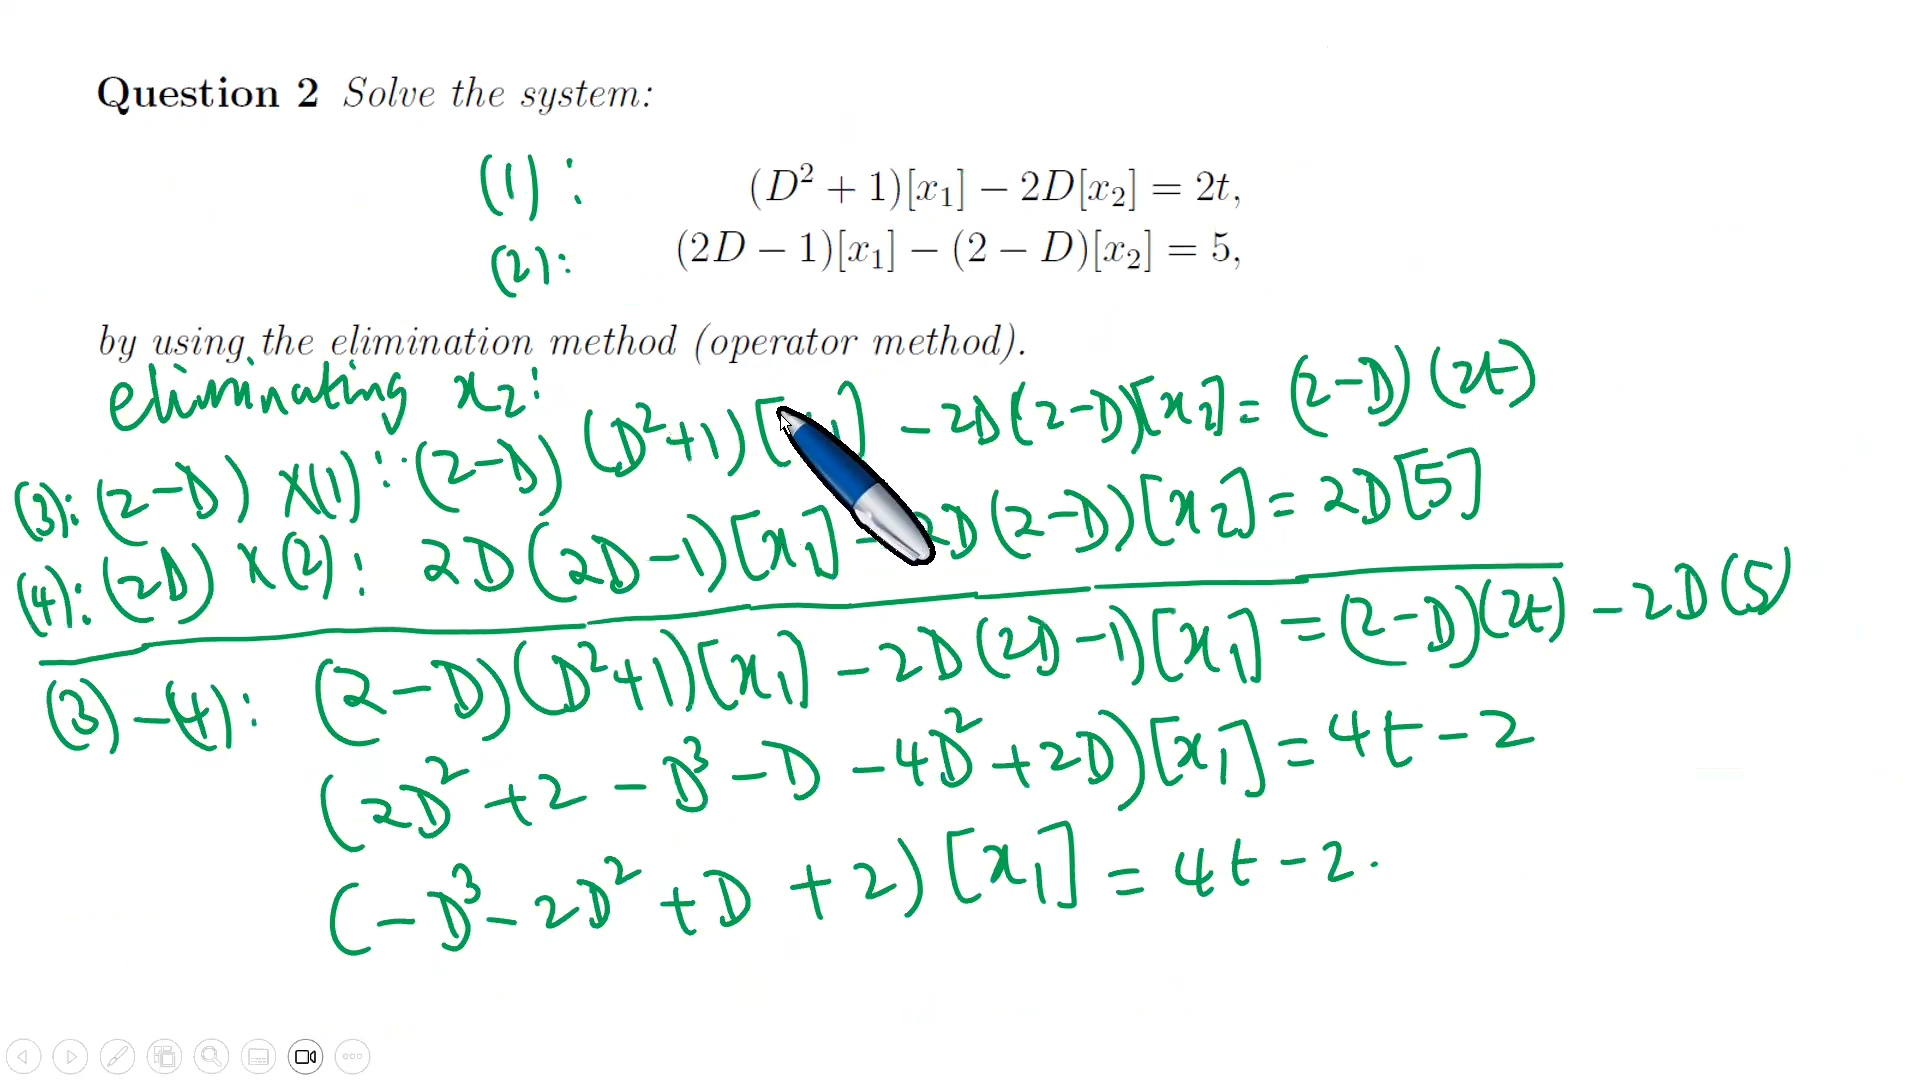 Question 2 Solve the system:
(1): (D² + 1)[x₁] − 2D[x₂] = 2t,
(2): (2D − 1)[x₁] − (2 − D)[x₂] = 5,
by using the elimination method (operator method).
eliminating x₂:
(3): (2−D) ×(1): (2−D) (D²+1) [x₁] − 2D(2−D)[x₂] = (2−D) (2t)
(4): (2D) ×(2): 2D(2D−1)[x₁] − 2D(2−D)[x₂] = 2D[5]
(3)−(4): (2−D)(D²+1)[x₁] − 2D(2D−1)[x₁] = (2−D)(2t) − 2D(5)
(2D² + 2 − D³ − D − 4D² + 2D)[x₁] = 4t − 2
(−D³ − 2D² + D + 2) [x₁] = 4t − 2.